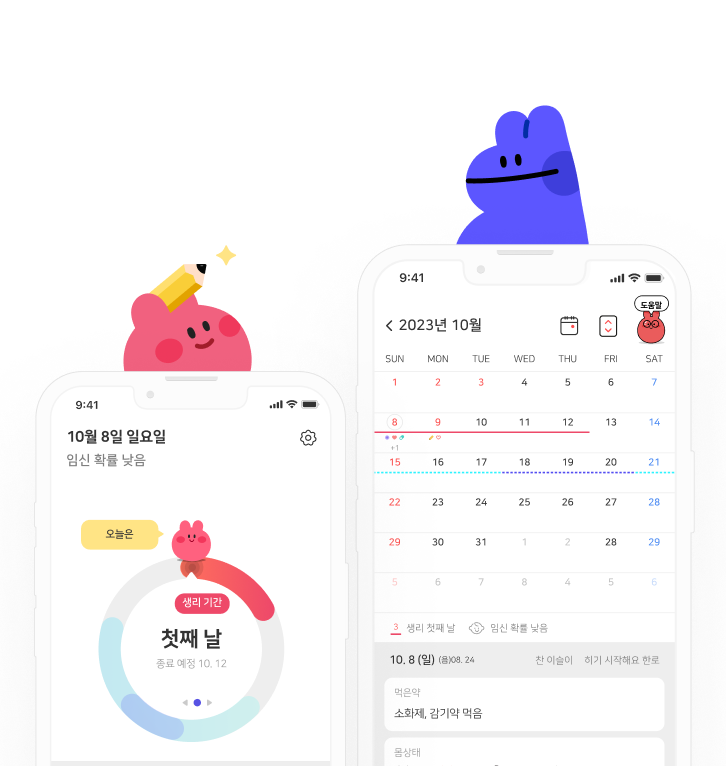 9:41
10월 8일 일요일
임신 확률 낮음
오늘은
생리 기간
첫째 날
종료 예정 10. 12
9:41
도움말
2023년 10월
SUN MON TUE WED THU FRI SAT
1 2 3 4 5 6 7
8 9 10 11 12 13 14
+1
15 16 17 18 19 20 21
22 23 24 25 26 27 28
29 30 31 1 2 28 29
5 6 7 8 4 5 6
3 생리 첫째 날 임신 확률 낮음
10. 8 (일) (음)08. 24 찬 이슬이 하기 시작해요 한로
먹은약
소화제, 감기약 먹음
몸상태